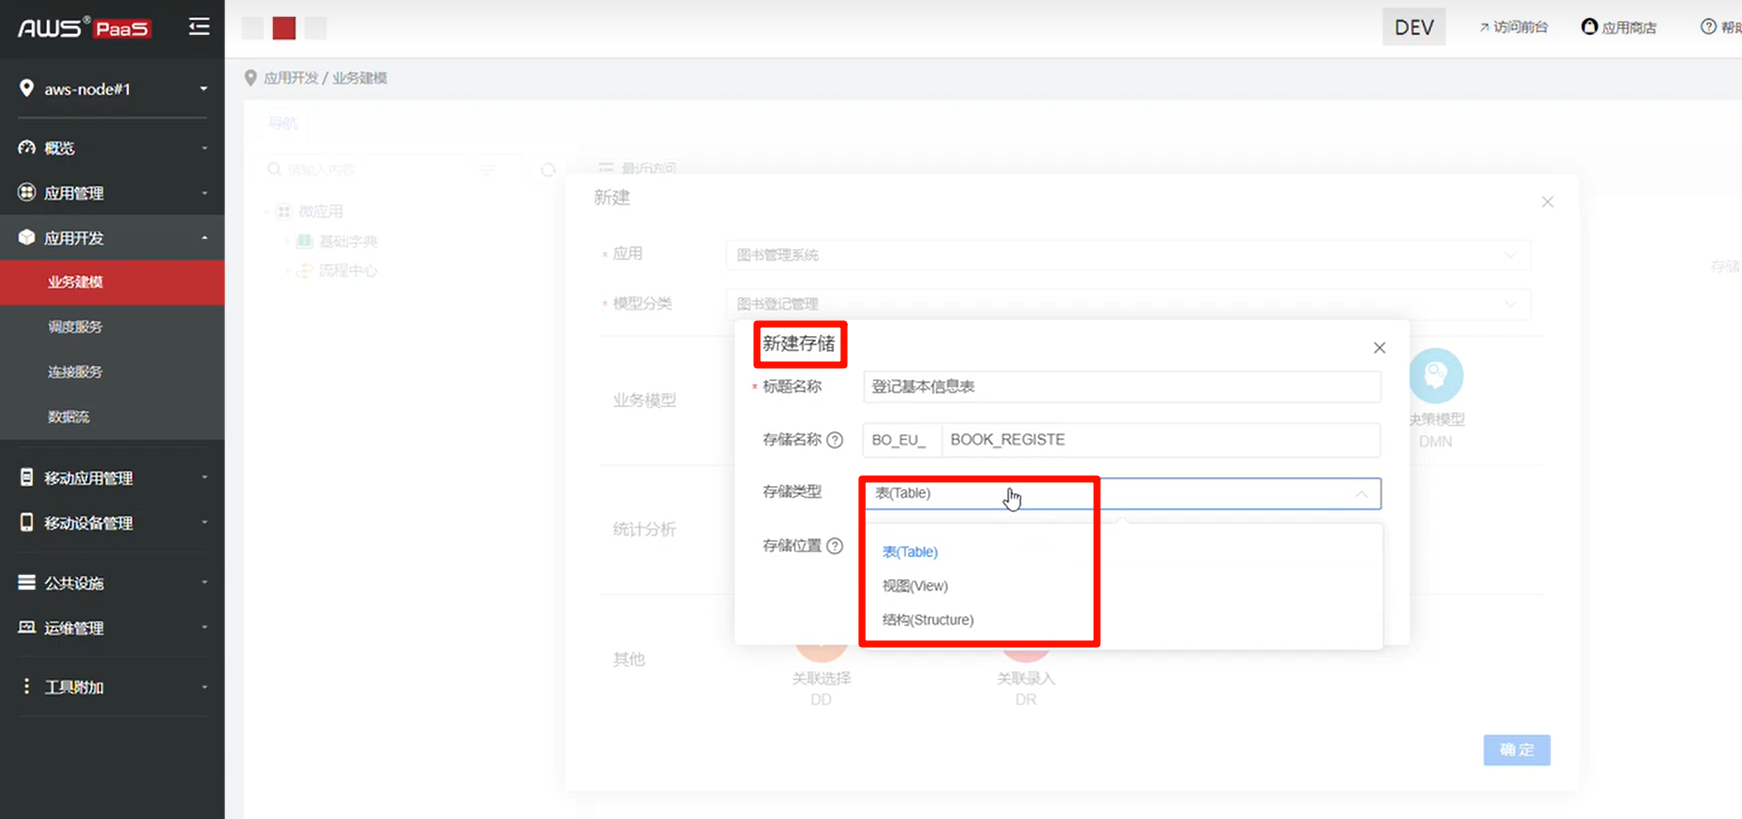 AWS® PaaS
DEV
访问前台
应用商店
帮助
aws-node#1
应用开发 / 业务建模
概览
应用管理
应用开发
业务建模
调度服务
连接服务
数据流
移动应用管理
移动设备管理
公共设施
运维管理
工具附加
导航
请输入内容
最近访问
微应用
基础字典
流程中心
存储
新建
* 应用
图书管理系统
* 模型分类
图书登记管理
业务模型
决策模型
DMN
统计分析
其他
关联选择
DD
关联录入
DR
确定
新建存储
* 标题名称
登记基本信息表
存储名称
BO_EU_
BOOK_REGISTE
存储类型
表(Table)
存储位置
表(Table)
视图(View)
结构(Structure)